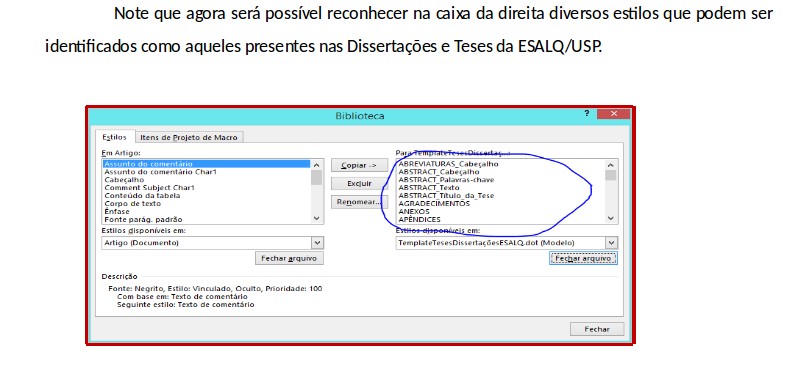 Note que agora será possível reconhecer na caixa da direita diversos estilos que podem ser
identificados como aqueles presentes nas Dissertações e Teses da ESALQ/USP.
Biblioteca
? ×
Estilos Itens de Projeto de Macro
Em Artigo:
Assunto do comentário
Assunto do comentário Char1
Cabeçalho
Comment Subject Char1
Conteúdo da tabela
Corpo de texto
Ênfase
Fonte parág. padrão
Estilos disponíveis em:
Artigo (Documento)
Fechar arquivo
Copiar ->
Excluir
Renomear...
Para TemplateTesesDissertaç...:
ABREVIATURAS_Cabeçalho
ABSTRACT_Cabeçalho
ABSTRACT_Palavras-chave
ABSTRACT_Texto
ABSTRACT_Título_da_Tese
AGRADECIMENTOS
ANEXOS
APÊNDICES
Estilos disponíveis em:
TemplateTesesDissertaçõesESALQ.dot (Modelo)
Fechar arquivo
Descrição
Fonte: Negrito, Estilo: Vinculado, Oculto, Prioridade: 100
Com base em: Texto de comentário
Seguinte estilo: Texto de comentário
Fechar